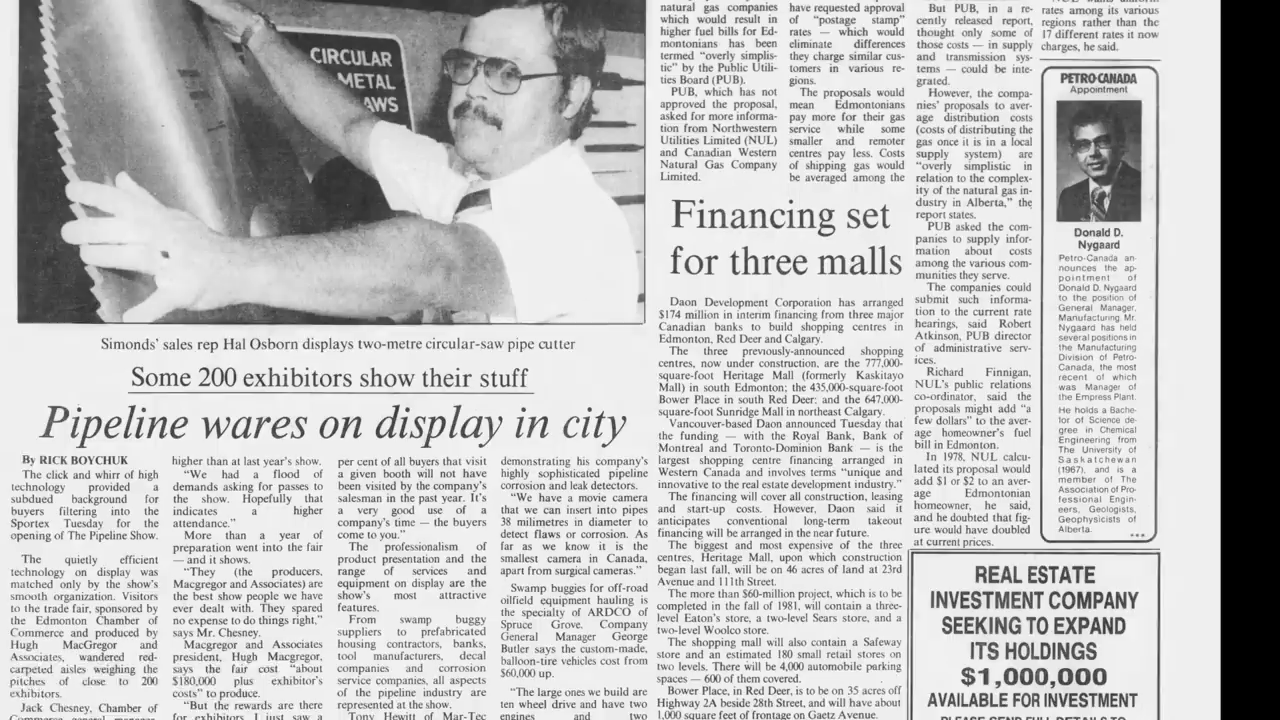 CIRCULAR
METAL
AWS
Simonds' sales rep Hal Osborn displays two-metre circular-saw pipe cutter
Some 200 exhibitors show their stuff
Pipeline wares on display in city
By RICK BOYCHUK
The click and whirr of high
technology provided a
subdued background for
buyers filtering into the
Sportex Tuesday for the
opening of The Pipeline Show.
The quietly efficient
technology on display was
matched only by the show's
smooth organization. Visitors
to the trade fair, sponsored by
the Edmonton Chamber of
Commerce and produced by
Hugh MacGregor and
Associates, wandered red-
carpeted aisles weighing the
pitches of close to 200
exhibitors.
Jack Chesney, Chamber of
higher than at last year's show.
"We had a flood of
demands asking for passes to
the show. Hopefully that
indicates a higher
attendance."
More than a year of
preparation went into the fair
— and it shows.
"They (the producers,
Macgregor and Associates) are
the best show people we have
ever dealt with. They spared
no expense to do things right,"
says Mr. Chesney.
Macgregor and Associates
president, Hugh Macgregor,
says the fair cost "about
$180,000 plus exhibitor's
costs" to produce.
"But the rewards are there
for exhibitors. I just saw a
per cent of all buyers that visit
a given booth will not have
been visited by the company's
salesman in the past year. It's
a very good use of a
company's time — the buyers
come to you."
The professionalism of
product presentation and the
range of services and
equipment on display are the
show's most attractive
features.
From swamp buggy
suppliers to prefabricated
housing contractors, banks,
tool manufacturers, decal
companies and corrosion
service companies, all aspects
of the pipeline industry are
represented at the show.
Tony Hewitt of Mar-Tec
demonstrating his company's
highly sophisticated pipeline
corrosion and leak detectors.
"We have a movie camera
that we can insert into pipes
38 milimetres in diameter to
detect flaws or corrosion. As
far as we know it is the
smallest camera in Canada,
apart from surgical cameras."
Swamp buggies for off-road
oilfield equipment hauling is
the specialty of ARDCO of
Spruce Grove. Company
General Manager George
Butler says the custom-made,
balloon-tire vehicles cost from
$60,000 up.
"The large ones we build are
ten wheel drive and have two
engines and two
natural gas companies
which would result in
higher fuel bills for Ed-
montonians has been
termed "overly simplis-
tic" by the Public Utili-
ties Board (PUB).
PUB, which has not
approved the proposal,
asked for more informa-
tion from Northwestern
Utilities Limited (NUL)
and Canadian Western
Natural Gas Company
Limited.
have requested approval
of "postage stamp"
rates — which would
eliminate differences
they charge similar cus-
tomers in various re-
gions.
The proposals would
mean Edmontonians
pay more for their gas
service while some
smaller and remoter
centres pay less. Costs
of shipping gas would
be averaged among the
But PUB, in a re-
cently released report,
thought only some of
those costs — in supply
and transmission sys-
tems — could be inte-
grated.
However, the compa-
nies' proposals to aver-
age distribution costs
(costs of distributing the
gas once it is in a local
supply system) are
"overly simplistic in
relation to the complex-
ity of the natural gas in-
dustry in Alberta," the
report states.
PUB asked the com-
panies to supply infor-
mation about costs
among the various com-
munities they serve.
The companies could
submit such informa-
tion to the current rate
hearings, said Robert
Atkinson, PUB director
of administrative serv-
ices.
Richard Finnigan,
NUL's public relations
co-ordinator, said the
proposals might add "a
few dollars" to the
average homeowner's fuel
bill in Edmonton.
In 1978, NUL calcu-
lated its proposal would
add $1 or $2 to an aver-
age Edmontonian
homeowner, he said,
and he doubted that fig-
ure would have doubled
at current prices.
rates among its various
regions rather than the
17 different rates it now
charges, he said.
Financing set
for three malls
Daon Development Corporation has arranged
$174 million in interim financing from three major
Canadian banks to build shopping centres in
Edmonton, Red Deer and Calgary.
The three previously-announced shopping
centres, now under construction, are the 777,000-
square-foot Heritage Mall (formerly Kaskitayo
Mall) in south Edmonton; the 435,000-square-foot
Bower Place in south Red Deer: and the 647,000-
square-foot Sunridge Mall in northeast Calgary.
Vancouver-based Daon announced Tuesday that
the funding — with the Royal Bank, Bank of
Montreal and Toronto-Dominion Bank — is the
largest shopping centre financing arranged in
Western Canada and involves terms "unique and
innovative to the real estate development industry."
The financing will cover all construction, leasing
and start-up costs. However, Daon said it
anticipates conventional long-term takeout
financing will be arranged in the near future.
The biggest and most expensive of the three
centres, Heritage Mall, upon which construction
began last fall, will be on 46 acres of land at 23rd
Avenue and 111th Street.
The more than $60-million project, which is to be
completed in the fall of 1981, will contain a three-
level Eaton's store, a two-level Sears store, and a
two-level Woolco store.
The shopping mall will also contain a Safeway
store and an estimated 180 small retail stores on
two levels. There will be 4,000 automobile parking
spaces — 600 of them covered.
Bower Place, in Red Deer, is to be on 35 acres off
Highway 2A beside 28th Street, and will have about
1,000 square feet of frontage on Gaetz Avenue.
PETRO-CANADA
Appointment
Donald D.
Nygaard
Petro-Canada an-
nounces the ap-
pointment of
Donald D. Nygaard
to the position of
General Manager,
Manufacturing. Mr.
Nygaard has held
several positions in
the Manufacturing
Division of Petro-
Canada, the most
recent of which
was Manager of
the Empress Plant.
He holds a Bache-
lor of Science de-
gree in Chemical
Engineering from
The University of
Saskatchewan
(1967), and is a
member of The
Association of Pro-
fessional Engin-
eers, Geologists,
Geophysicists of
Alberta.
REAL ESTATE
INVESTMENT COMPANY
SEEKING TO EXPAND
ITS HOLDINGS
$1,000,000
AVAILABLE FOR INVESTMENT
PLEASE SEND FULL DETAILS TO